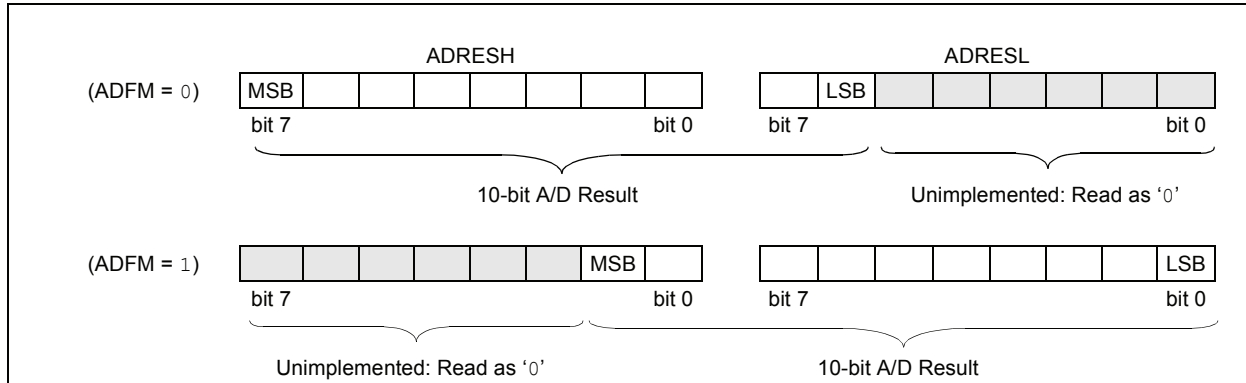 ADRESH ADRESL
(ADFM = 0) MSB LSB
bit 7 bit 0 bit 7 bit 0
10-bit A/D Result Unimplemented: Read as ‘0’
(ADFM = 1) MSB LSB
bit 7 bit 0 bit 7 bit 0
Unimplemented: Read as ‘0’ 10-bit A/D Result